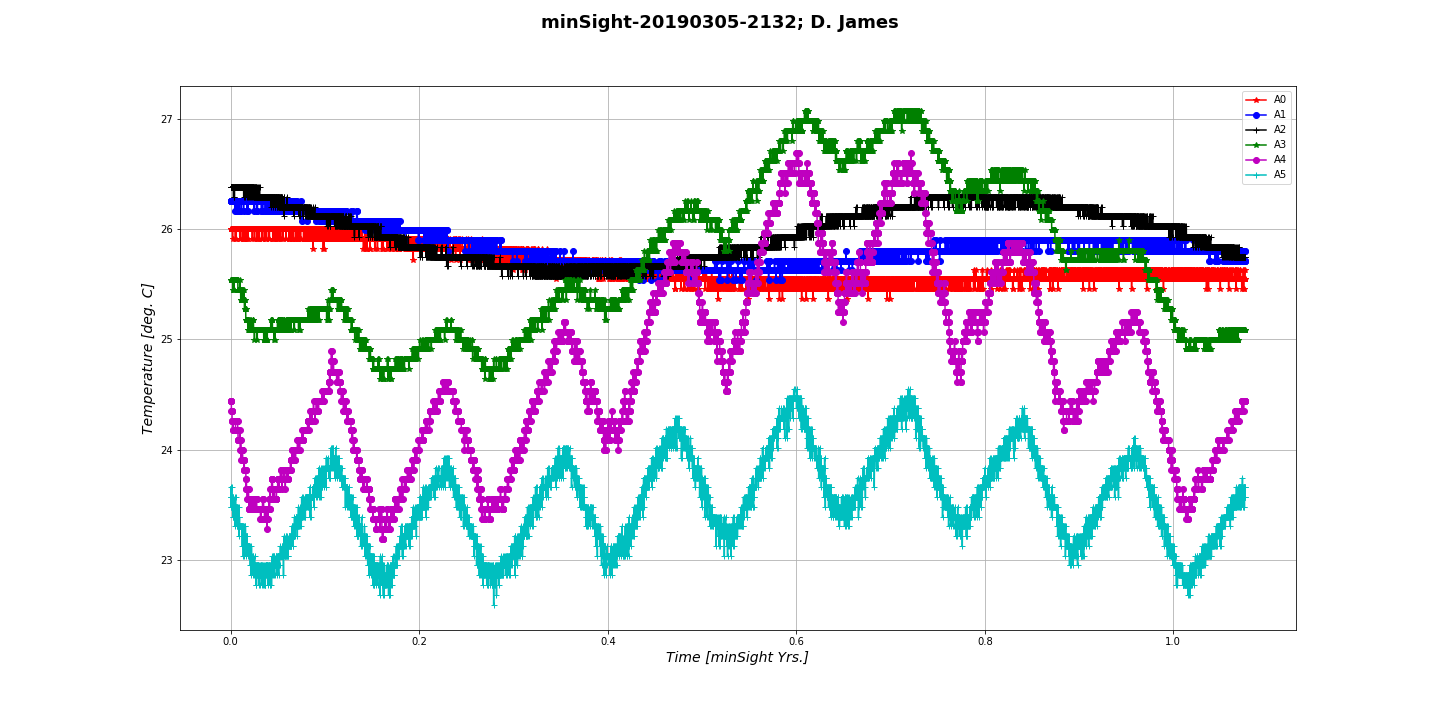 minSight-20190305-2132; D. James
A0
A1
A2
A3
A4
A5
27
26
25
24
23
Temperature [deg. C]
0.0 0.2 0.4 0.6 0.8 1.0
Time [minSight Yrs.]